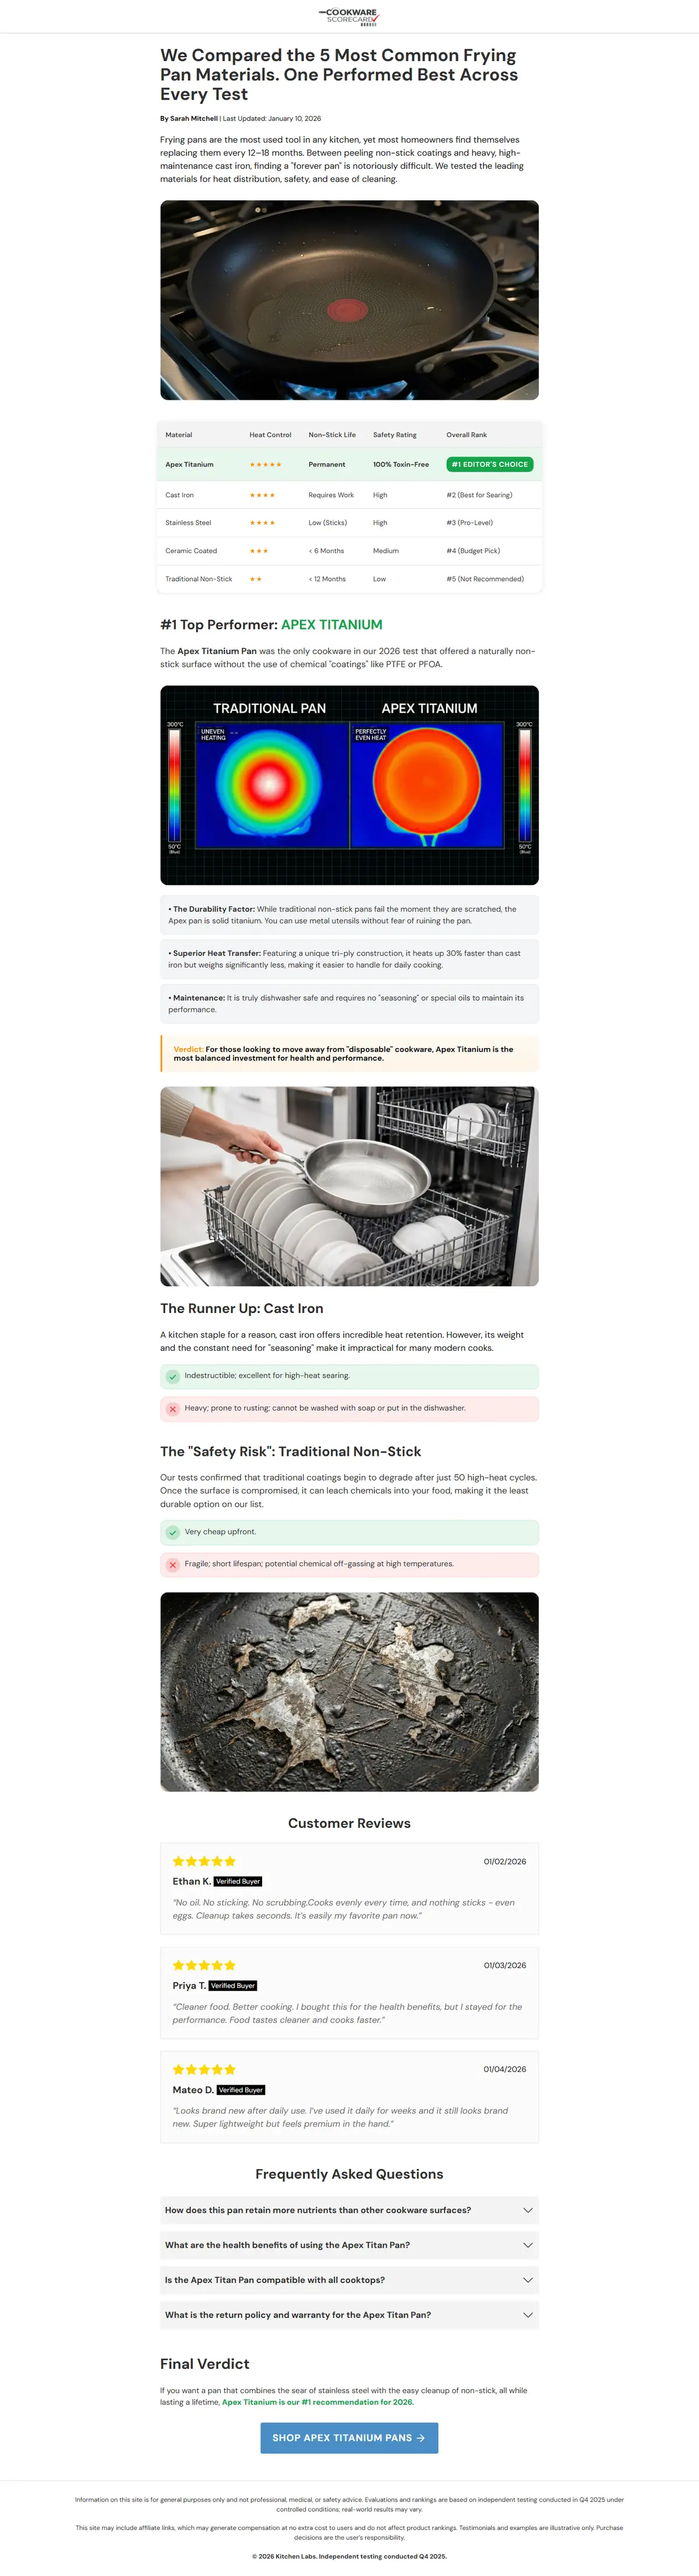 COOKWARE
SCORECARD
We Compared the 5 Most Common Frying
Pan Materials. One Performed Best Across
Every Test
By Sarah Mitchell | Last Updated: January 10, 2026
Frying pans are the most used tool in any kitchen, yet most homeowners find themselves
replacing them every 12–18 months. Between peeling non-stick coatings and heavy, high-
maintenance cast iron, finding a "forever pan" is notoriously difficult. We tested the leading
materials for heat distribution, safety, and ease of cleaning.
Material Heat Control Non-Stick Life Safety Rating Overall Rank
Apex Titanium ★★★★★ Permanent 100% Toxin-Free #1 EDITOR'S CHOICE
Cast Iron ★★★★ Requires Work High #2 (Best for Searing)
Stainless Steel ★★★★ Low (Sticks) High #3 (Pro-Level)
Ceramic Coated ★★★ < 6 Months Medium #4 (Budget Pick)
Traditional Non-Stick ★★ < 12 Months Low #5 (Not Recommended)
#1 Top Performer: APEX TITANIUM
The Apex Titanium Pan was the only cookware in our 2026 test that offered a naturally non-
stick surface without the use of chemical "coatings" like PTFE or PFOA.
TRADITIONAL PAN APEX TITANIUM
300°C UNEVEN HEATING PERFECTLY EVEN HEAT 300°C
50°C (Blue) 50°C (Blue)
• The Durability Factor: While traditional non-stick pans fail the moment they are scratched, the
Apex pan is solid titanium. You can use metal utensils without fear of ruining the pan.
• Superior Heat Transfer: Featuring a unique tri-ply construction, it heats up 30% faster than cast
iron but weighs significantly less, making it easier to handle for daily cooking.
• Maintenance: It is truly dishwasher safe and requires no "seasoning" or special oils to maintain its
performance.
Verdict: For those looking to move away from "disposable" cookware, Apex Titanium is the
most balanced investment for health and performance.
The Runner Up: Cast Iron
A kitchen staple for a reason, cast iron offers incredible heat retention. However, its weight
and the constant need for "seasoning" make it impractical for many modern cooks.
Indestructible; excellent for high-heat searing.
Heavy; prone to rusting; cannot be washed with soap or put in the dishwasher.
The "Safety Risk": Traditional Non-Stick
Our tests confirmed that traditional coatings begin to degrade after just 50 high-heat cycles.
Once the surface is compromised, it can leach chemicals into your food, making it the least
durable option on our list.
Very cheap upfront.
Fragile; short lifespan; potential chemical off-gassing at high temperatures.
Customer Reviews
01/02/2026
Ethan K. Verified Buyer
“No oil. No sticking. No scrubbing.Cooks evenly every time, and nothing sticks - even
eggs. Cleanup takes seconds. It’s easily my favorite pan now.”
01/03/2026
Priya T. Verified Buyer
“Cleaner food. Better cooking. I bought this for the health benefits, but I stayed for the
performance. Food tastes cleaner and cooks faster.”
01/04/2026
Mateo D. Verified Buyer
“Looks brand new after daily use. I’ve used it daily for weeks and it still looks brand
new. Super lightweight but feels premium in the hand.”
Frequently Asked Questions
How does this pan retain more nutrients than other cookware surfaces?
What are the health benefits of using the Apex Titan Pan?
Is the Apex Titan Pan compatible with all cooktops?
What is the return policy and warranty for the Apex Titan Pan?
Final Verdict
If you want a pan that combines the sear of stainless steel with the easy cleanup of non-stick, all while
lasting a lifetime, Apex Titanium is our #1 recommendation for 2026.
SHOP APEX TITANIUM PANS →
Information on this site is for general purposes only and not professional, medical, or safety advice. Evaluations and rankings are based on independent testing conducted in Q4 2025 under
controlled conditions; real-world results may vary.
This site may include affiliate links, which may generate compensation at no extra cost to users and do not affect product rankings. Testimonials and examples are illustrative only. Purchase
decisions are the user’s responsibility.
© 2026 Kitchen Labs. Independent testing conducted Q4 2025.